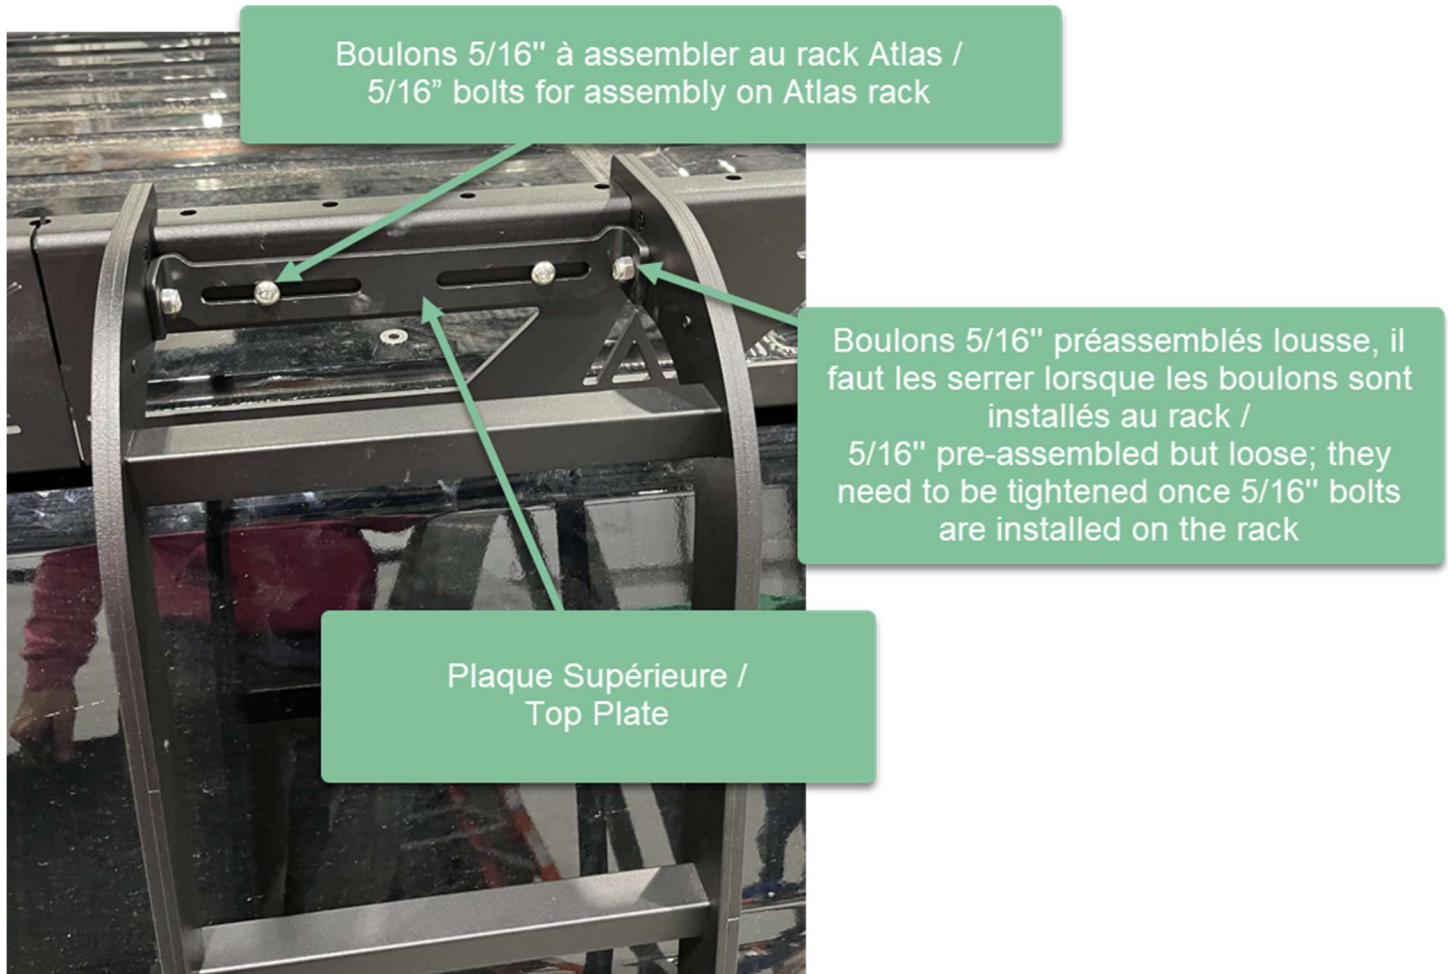 Boulons 5/16" à assembler au rack Atlas /
5/16” bolts for assembly on Atlas rack
Boulons 5/16" préassemblés lousse, il
faut les serrer lorsque les boulons sont
installés au rack /
5/16" pre-assembled but loose; they
need to be tightened once 5/16" bolts
are installed on the rack
Plaque Supérieure /
Top Plate